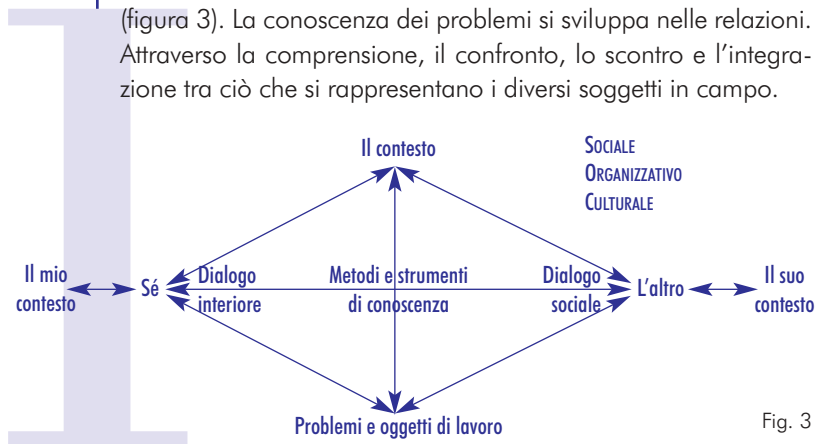 (figura 3). La conoscenza dei problemi si sviluppa nelle relazioni.
Attraverso la comprensione, il confronto, lo scontro e l'integra-
zione tra ciò che si rappresentano i diversi soggetti in campo.
Il contesto
SOCIALE
ORGANIZZATIVO
CULTURALE
Il mio
contesto
Sé
Dialogo
interiore
Metodi e strumenti
di conoscenza
Dialogo
sociale
L'altro
Il suo
contesto
Problemi e oggetti di lavoro
Fig. 3